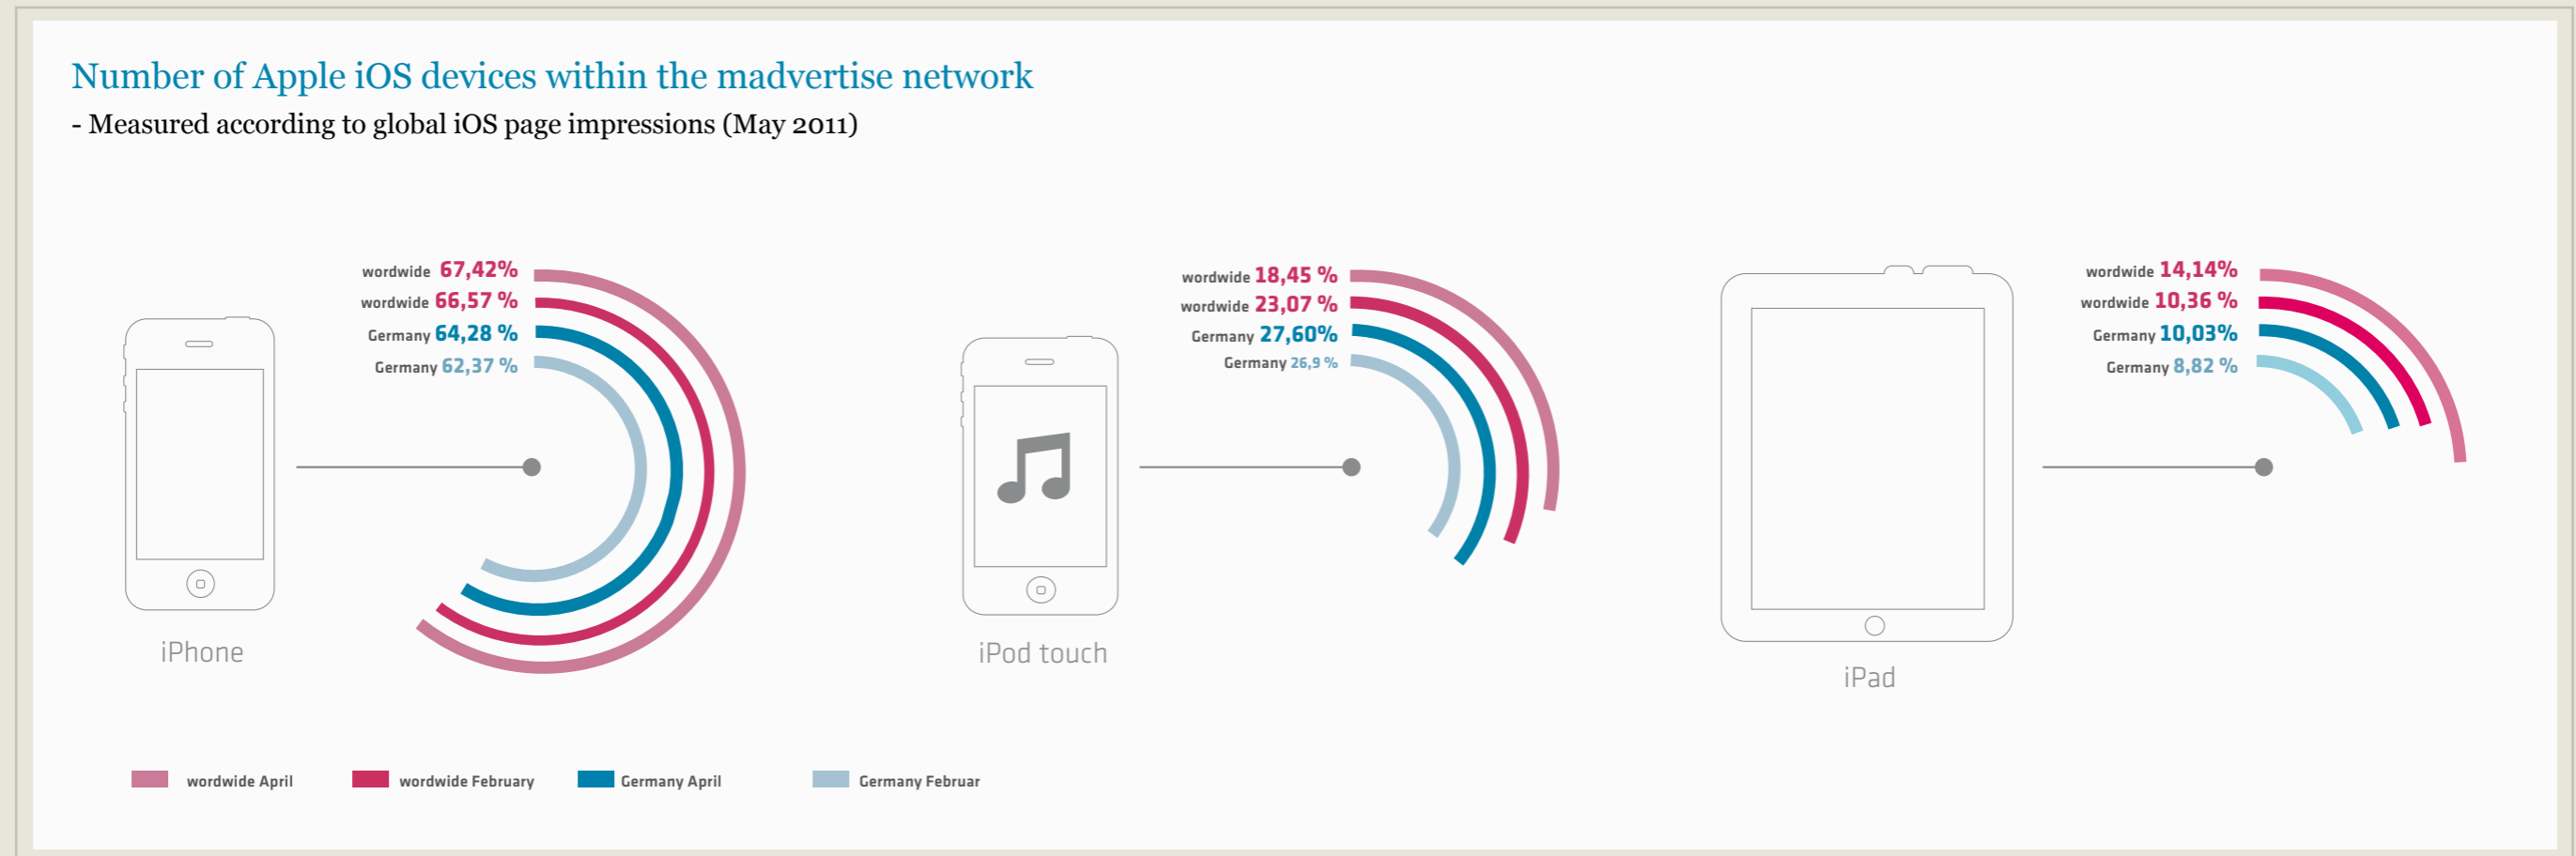 Number of Apple iOS devices within the madvertise network
- Measured according to global iOS page impressions (May 2011)
wordwide 67,42%
wordwide 66,57 %
Germany 64,28 %
Germany 62,37 %
iPhone
wordwide 18,45 %
wordwide 23,07 %
Germany 27,60%
Germany 26,9 %
iPod touch
wordwide 14,14%
wordwide 10,36 %
Germany 10,03%
Germany 8,82 %
iPad
wordwide April
wordwide February
Germany April
Germany Februar